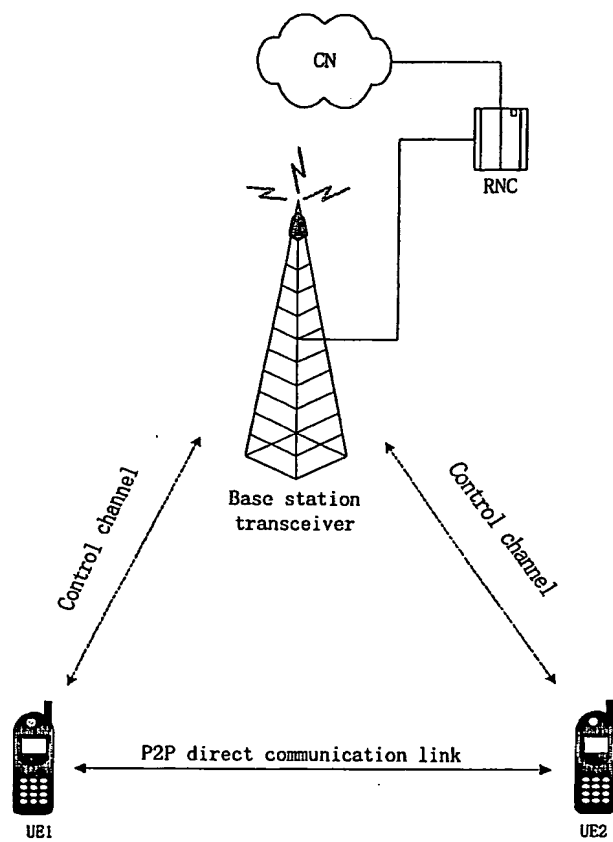 CN
RNC
Base station
transceiver
Control channel
Control channel
P2P direct communication link
UE1
UE2